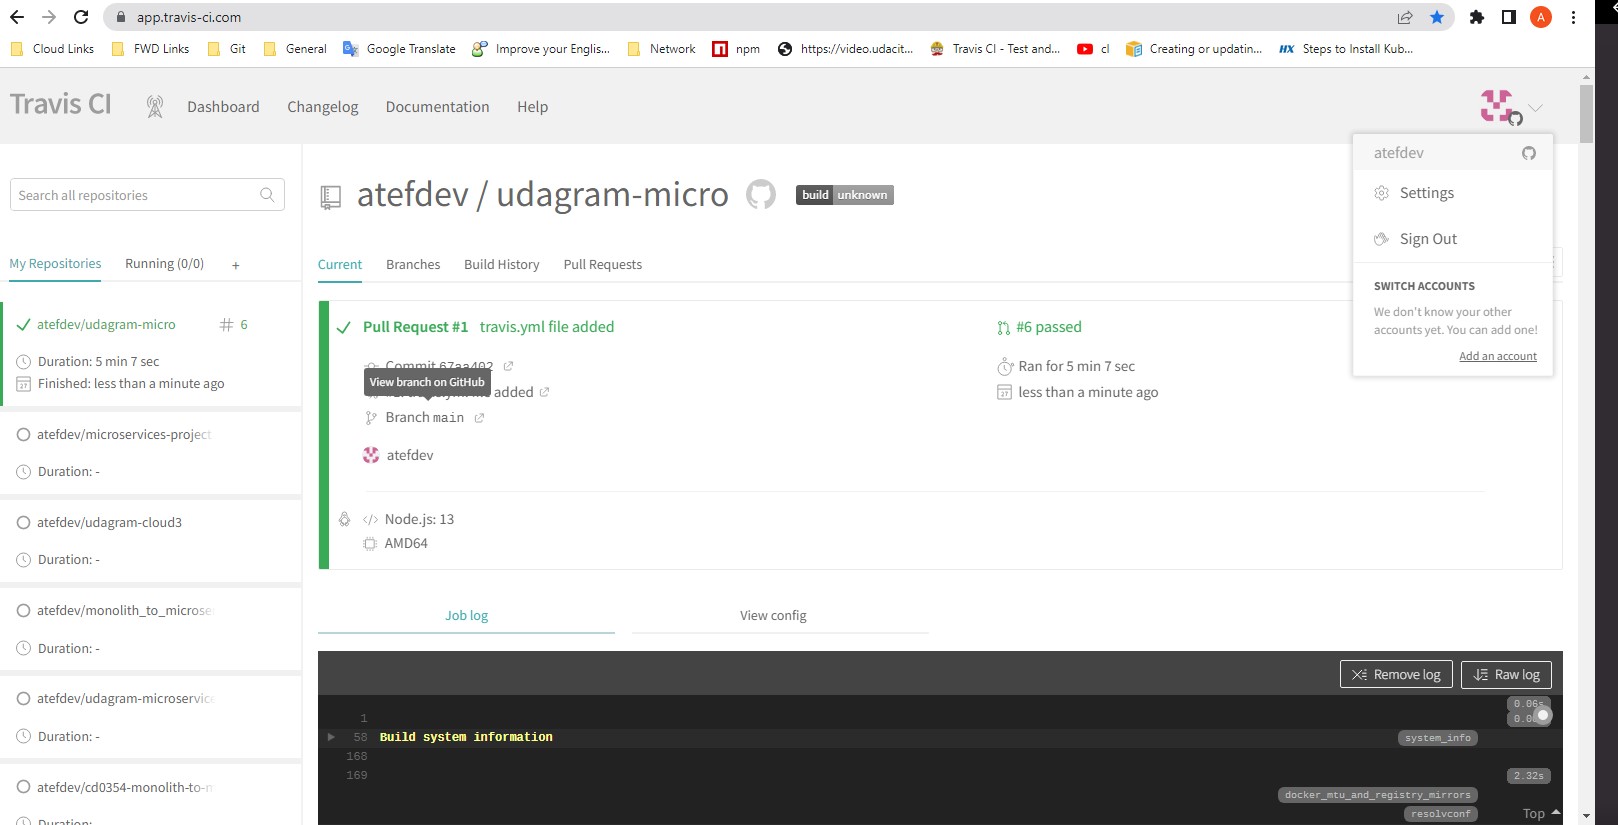 app.travis-ci.com
A
Cloud Links FWD Links Git General Google Translate Improve your Englis... Network npm https://video.udacit... Travis CI - Test and... cl Creating or updatin... HX Steps to Install Kub...
Travis CI Dashboard Changelog Documentation Help
atefdev
Settings
Sign Out
SWITCH ACCOUNTS
We don't know your other
accounts yet. You can add one!
Add an account
Search all repositories
My Repositories Running (0/0) +
atefdev/udagram-micro # 6
Duration: 5 min 7 sec
Finished: less than a minute ago
atefdev/microservices-project
Duration: -
atefdev/udagram-cloud3
Duration: -
atefdev/monolith_to_microse
Duration: -
atefdev/udagram-microservice
Duration: -
atefdev/cd0354-monolith-to-m
Duration:
atefdev / udagram-micro build unknown
Current Branches Build History Pull Requests
Pull Request #1 travis.yml file added
#6 passed
Commit 67aa402
View branch on GitHub
added
Branch main
atefdev
Ran for 5 min 7 sec
less than a minute ago
Node.js: 13
AMD64
Job log View config
Remove log Raw log
0.06s
1
58 Build system information system_info
168
169
2.32s
docker_mtu_and_registry_mirrors
resolvconf
Top